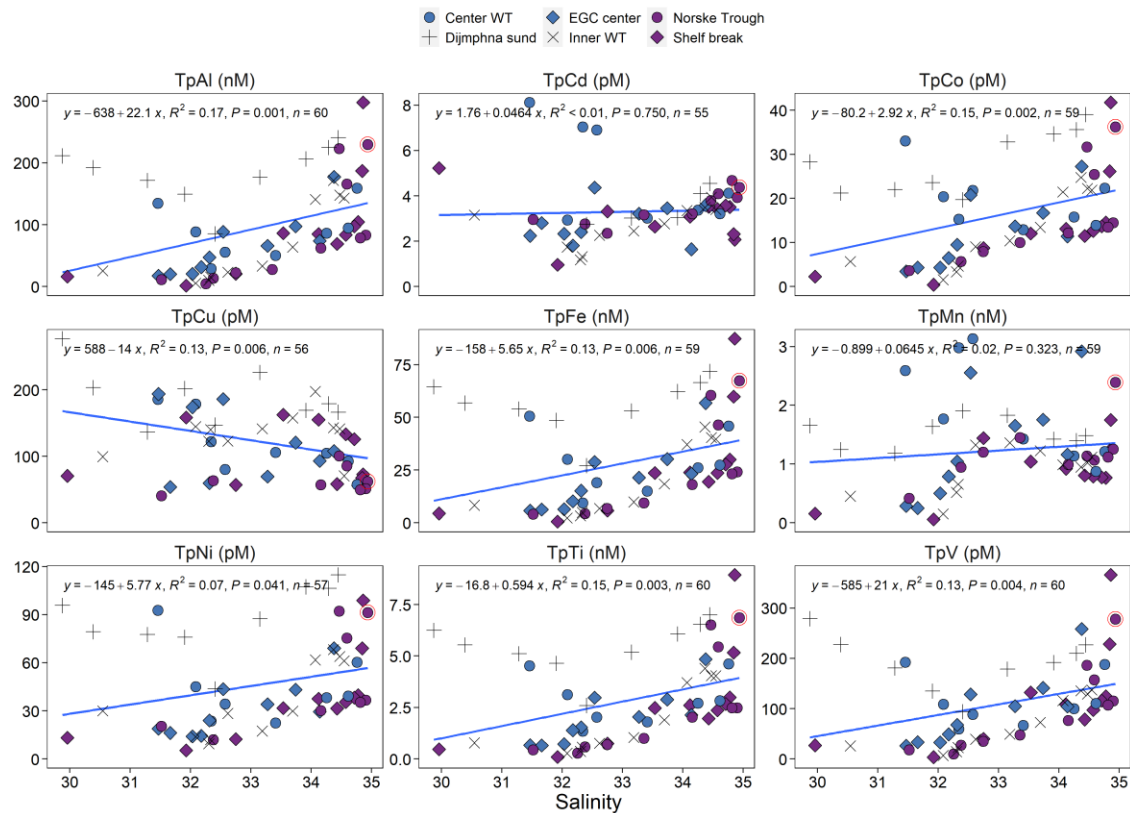 Center WT EGC center Norske Trough
Dijmphna sund Inner WT Shelf break
TpAl (nM) TpCd (pM) TpCo (pM)
y = −638 + 22.1 x, R² = 0.17, P = 0.001, n = 60
y = 1.76 + 0.0464 x, R² < 0.01, P = 0.750, n = 55
y = −80.2 + 2.92 x, R² = 0.15, P = 0.002, n = 59
300
200
100
0
8
6
4
2
0
40
30
20
10
0
TpCu (pM) TpFe (nM) TpMn (nM)
y = 588 − 14 x, R² = 0.13, P = 0.006, n = 56
y = −158 + 5.65 x, R² = 0.13, P = 0.006, n = 59
y = −0.899 + 0.0645 x, R² = 0.02, P = 0.323, n = 59
200
100
0
75
50
25
0
3
2
1
0
TpNi (pM) TpTi (nM) TpV (pM)
y = −145 + 5.77 x, R² = 0.07, P = 0.041, n = 57
y = −16.8 + 0.594 x, R² = 0.15, P = 0.003, n = 60
y = −585 + 21 x, R² = 0.13, P = 0.004, n = 60
120
90
60
30
0
7.5
5.0
2.5
0.0
300
200
100
0
30 31 32 33 34 35 30 31 32 33 34 35 30 31 32 33 34 35
Salinity